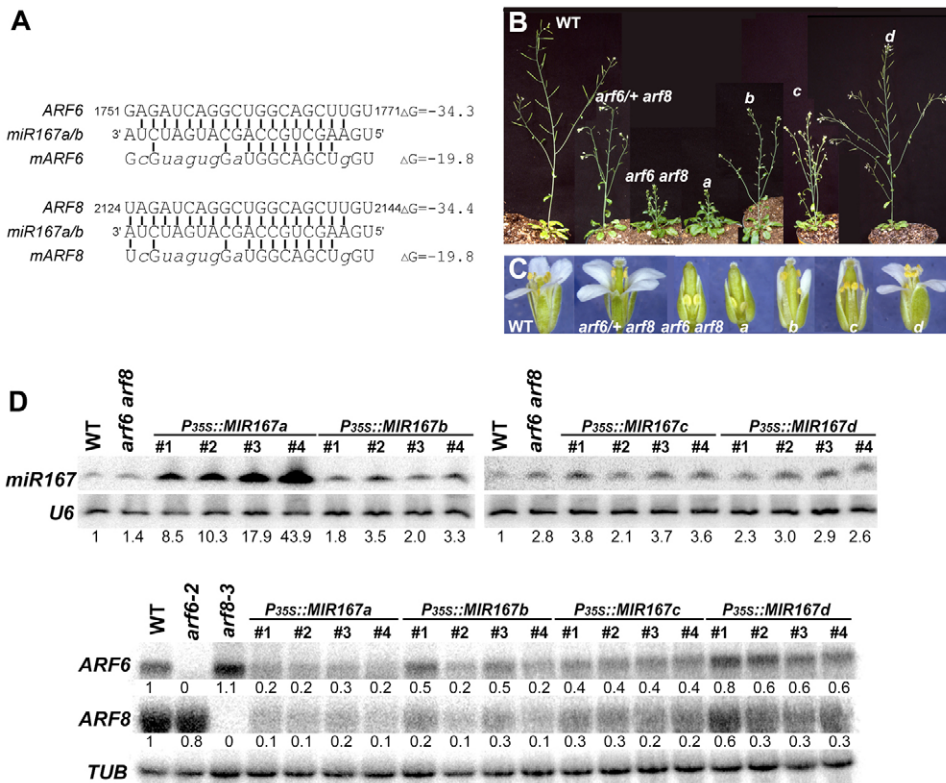 A
ARF6 1751 GAGAUCAGGCUGGCAGCUUGU 1771 △G=-34.3
miR167a/b 3' AUCUAGUACGACCGUCGAAGU 5'
mARF6 GcGuagugGaUGGCAGCUgGU △G=-19.8
ARF8 2124 UAGAUCAGGCUGGCAGCUUGU 2144 △G=-34.4
miR167a/b 3' AUCUAGUACGACCGUCGAAGU 5'
mARF8 UcGuagugGaUGGCAGCUgGU △G=-19.8
B WT
arf6/+ arf8
arf6 arf8
a
b
c
d
C
WT arf6/+ arf8 arf6 arf8 a b c d
D
WT arf6 arf8 P35S::MIR167a P35S::MIR167b WT arf6 arf8 P35S::MIR167c P35S::MIR167d
#1 #2 #3 #4 #1 #2 #3 #4 #1 #2 #3 #4 #1 #2 #3 #4
miR167
U6
1 1.4 8.5 10.3 17.9 43.9 1.8 3.5 2.0 3.3 1 2.8 3.8 2.1 3.7 3.6 2.3 3.0 2.9 2.6
WT arf6-2 arf8-3 P35S::MIR167a P35S::MIR167b P35S::MIR167c P35S::MIR167d
#1 #2 #3 #4 #1 #2 #3 #4 #1 #2 #3 #4 #1 #2 #3 #4
ARF6
1 0 1.1 0.2 0.2 0.3 0.2 0.5 0.2 0.5 0.2 0.4 0.4 0.4 0.4 0.8 0.6 0.6 0.6
ARF8
1 0.8 0 0.1 0.1 0.2 0.1 0.2 0.1 0.3 0.1 0.3 0.3 0.2 0.2 0.6 0.3 0.3 0.3
TUB